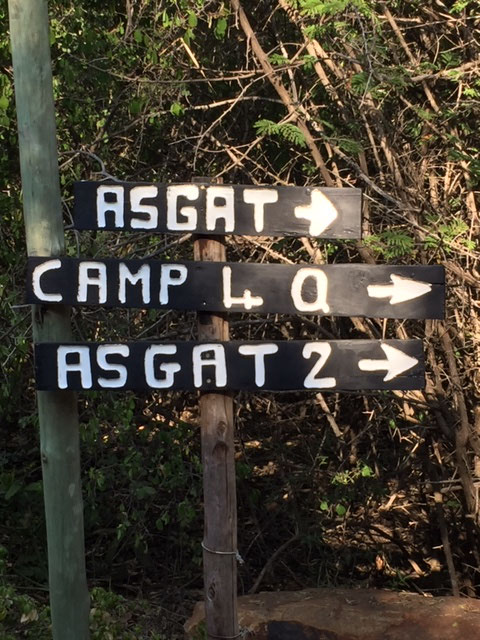 ASGAT →
CAMP 4 Q →
ASGAT 2 →